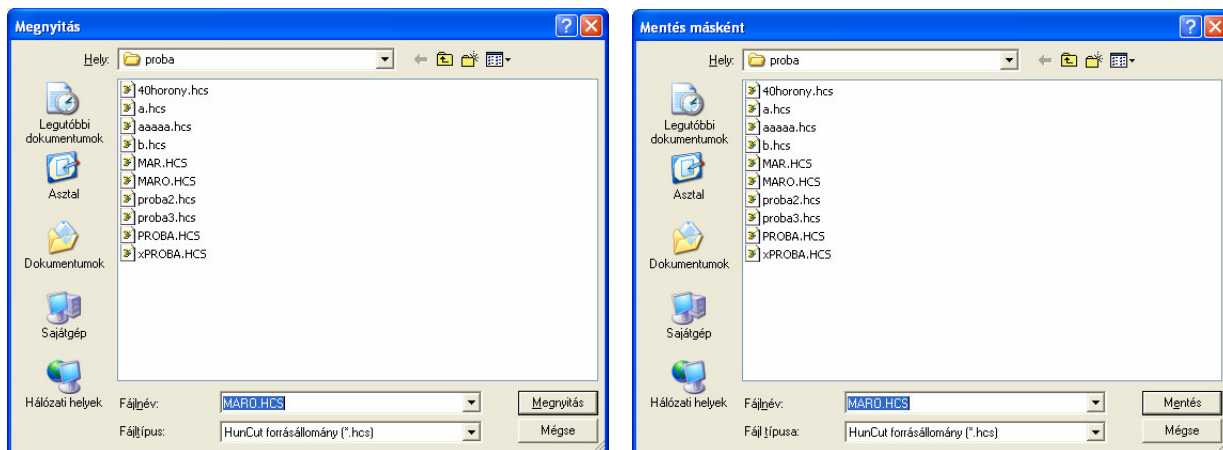 Megnyitás
Hely: proba
Legutóbbi
dokumentumok
Asztal
Dokumentumok
Sajátgép
Hálózati helyek
40horony.hcs
a.hcs
aaaaa.hcs
b.hcs
MAR.HCS
MARO.HCS
proba2.hcs
proba3.hcs
PROBA.HCS
xPROBA.HCS
Fájlnév: MARO.HCS Megnyitás
Fájltípus: HunCut forrásállomány (*.hcs) Mégse
Mentés másként
Hely: proba
Legutóbbi
dokumentumok
Asztal
Dokumentumok
Sajátgép
Hálózati helyek
40horony.hcs
a.hcs
aaaaa.hcs
b.hcs
MAR.HCS
MARO.HCS
proba2.hcs
proba3.hcs
PROBA.HCS
xPROBA.HCS
Fájlnév: MARO.HCS Mentés
Fájl típusa: HunCut forrásállomány (*.hcs) Mégse